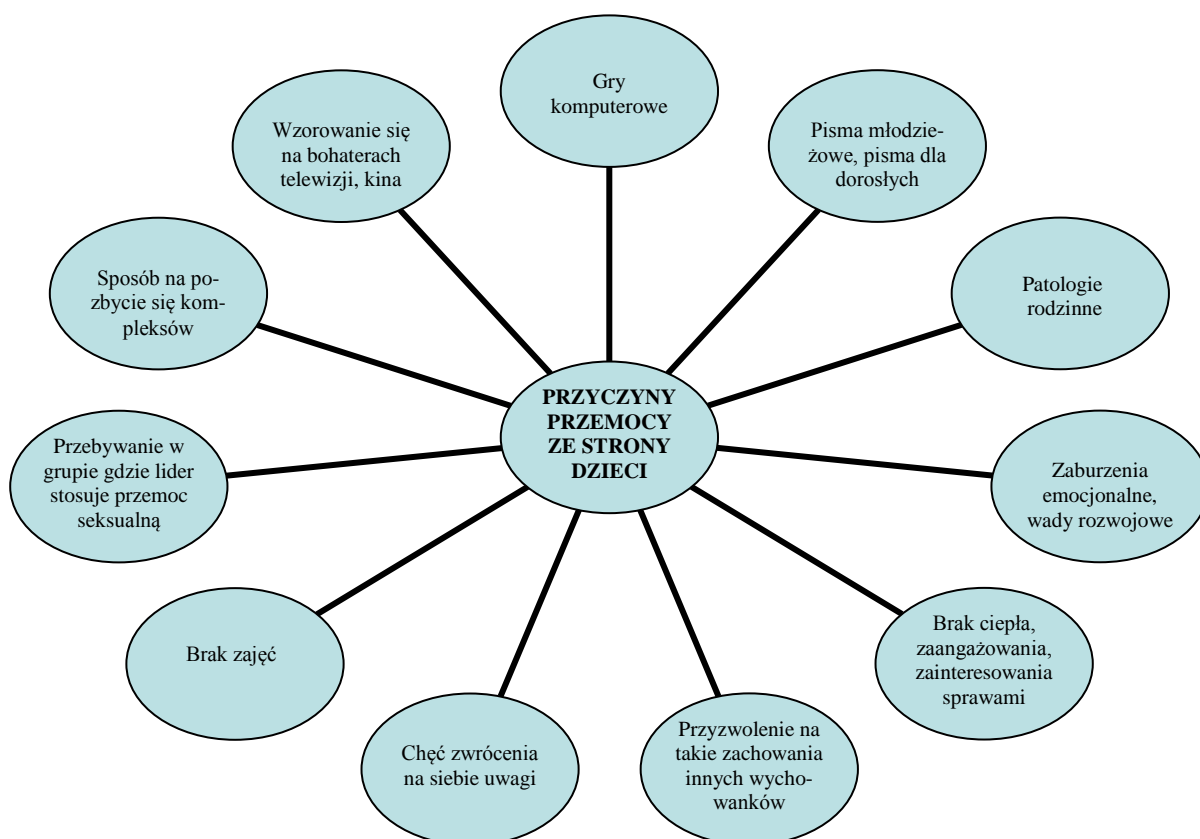 Gry
komputerowe
Wzorowanie się
na bohaterach
telewizji, kina
Pisma młodzie-
żowe, pisma dla
dorosłych
Sposób na po-
zbycie się kom-
pleksów
Patologie
rodzinne
PRZYCZYNY
PRZEMOCY
ZE STRONY
DZIECI
Przebywanie w
grupie gdzie lider
stosuje przemoc
seksualną
Zaburzenia
emocjonalne,
wady rozwojowe
Brak zajęć
Brak ciepła,
zaangażowania,
zainteresowania
sprawami
Chęć zwrócenia
na siebie uwagi
Przyzwolenie na
takie zachowania
innych wycho-
wanków